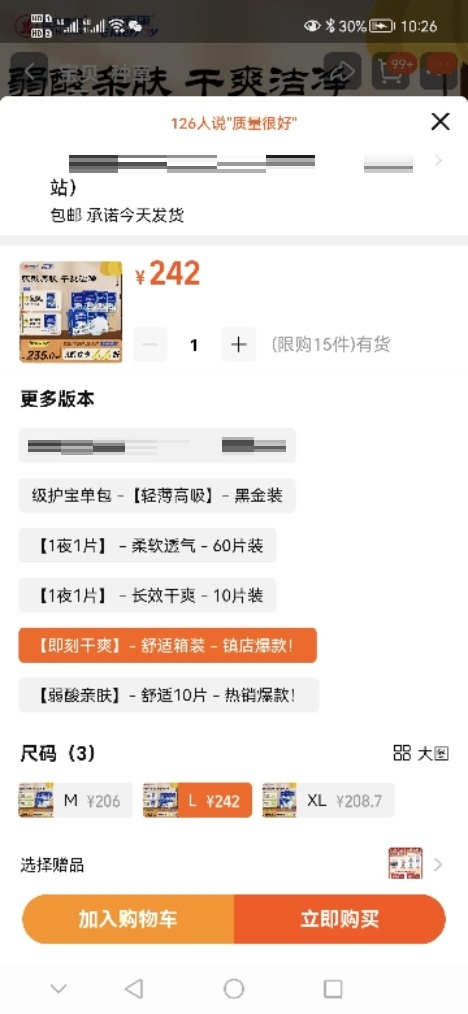 30% 10:26
宝贝 种草
99+
弱酸亲肤 干爽洁净
126人说"质量很好"
站）
包邮 承诺今天发货
¥242
1
(限购15件)有货
更多版本
级护宝单包 -【轻薄高吸】- 黑金装
【1夜1片】 - 柔软透气 - 60片装
【1夜1片】 - 长效干爽 - 10片装
【即刻干爽】- 舒适箱装 - 镇店爆款！
【弱酸亲肤】- 舒适10片 - 热销爆款！
尺码（3）
大图
M ¥206
L ¥242
XL ¥208.7
选择赠品
加入购物车
立即购买